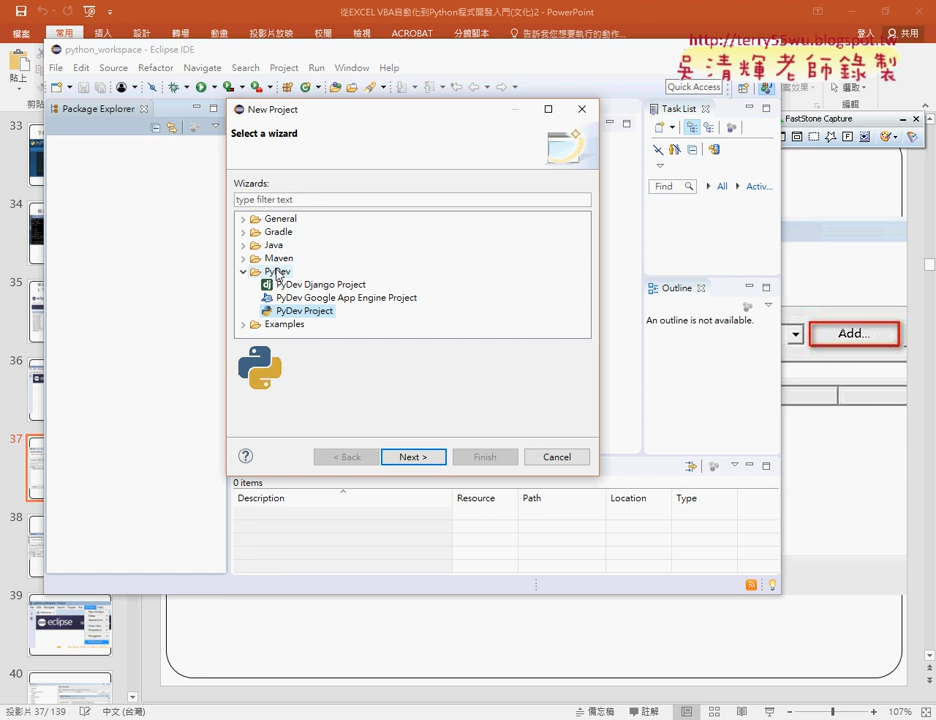 從EXCEL VBA自動化到Python程式開發入門(文化)2 - PowerPoint
檔案 常用 插入 設計 轉場 動畫 投影片放映 校閱 檢視 ACROBAT 分鏡腳本 告訴我您想要執行的動作... 登入 共用
http://terry55wu.blogspot.tw
吳清輝老師錄製
貼上
python_workspace - Eclipse IDE
File Edit Source Refactor Navigate Search Project Run Window Help
Quick Access
選取
編輯
Package Explorer
New Project
Select a wizard
Wizards:
type filter text
General
Gradle
Java
Maven
PyDev
PyDev Django Project
PyDev Google App Engine Project
PyDev Project
Examples
< Back Next > Finish Cancel
Task List
Find All Activ...
Outline
An outline is not available.
FastStone Capture
Add...
0 items
Description Resource Path Location Type
33
34
35
36
37
38
39
eclipse
40
投影片 37/139 中文 (台灣) 備忘稿 註解 107%